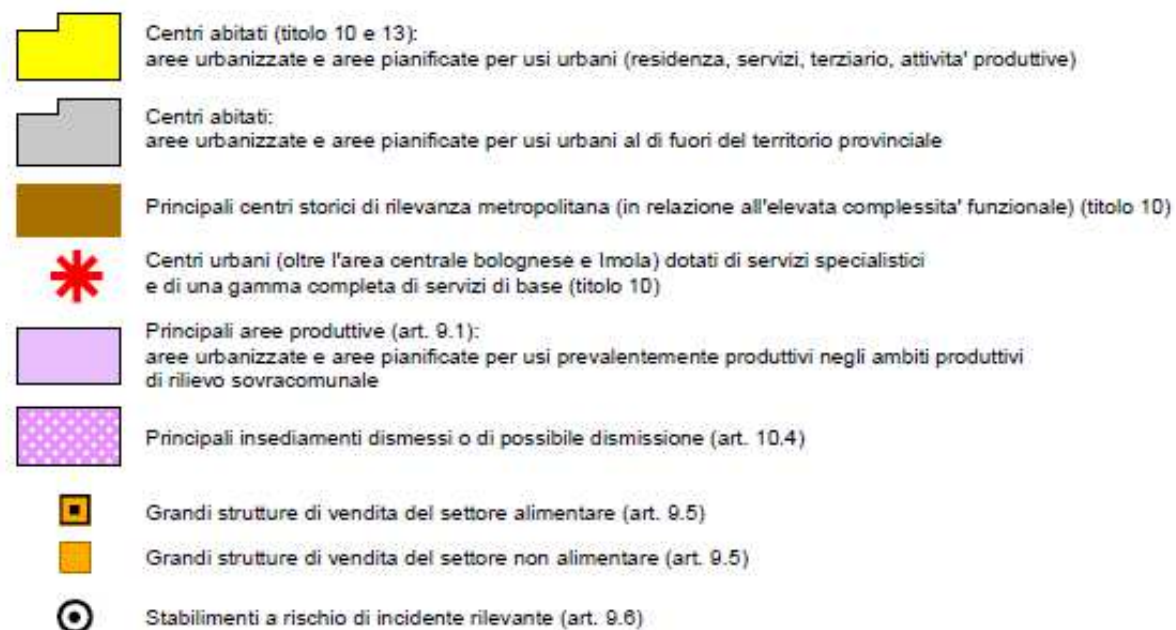 Centri abitati (titolo 10 e 13):
aree urbanizzate e aree pianificate per usi urbani (residenza, servizi, terziario, attivita' produttive)
Centri abitati:
aree urbanizzate e aree pianificate per usi urbani al di fuori del territorio provinciale
Principali centri storici di rilevanza metropolitana (in relazione all'elevata complessita' funzionale) (titolo 10)
Centri urbani (oltre l'area centrale bolognese e Imola) dotati di servizi specialistici
e di una gamma completa di servizi di base (titolo 10)
Principali aree produttive (art. 9.1):
aree urbanizzate e aree pianificate per usi prevalentemente produttivi negli ambiti produttivi
di rilievo sovracomunale
Principali insediamenti dismessi o di possibile dismissione (art. 10.4)
Grandi strutture di vendita del settore alimentare (art. 9.5)
Grandi strutture di vendita del settore non alimentare (art. 9.5)
Stabilimenti a rischio di incidente rilevante (art. 9.6)